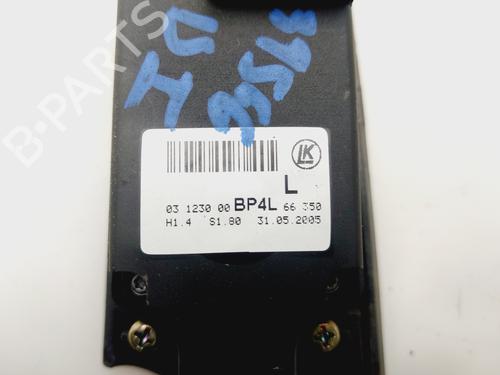 B-PARTS
LK
L
03 1230 00 BP4L 66 350
H1.4 S1.80 31.05.2005